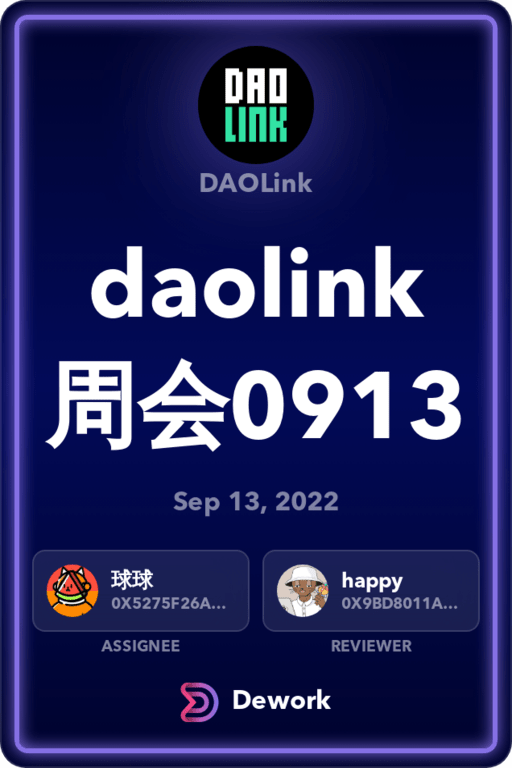 DAO
LINK
DAOLink
daolink
周会0913
Sep 13, 2022
球球
0X5275F26A...
ASSIGNEE
happy
0X9BD8011A...
REVIEWER
Dework